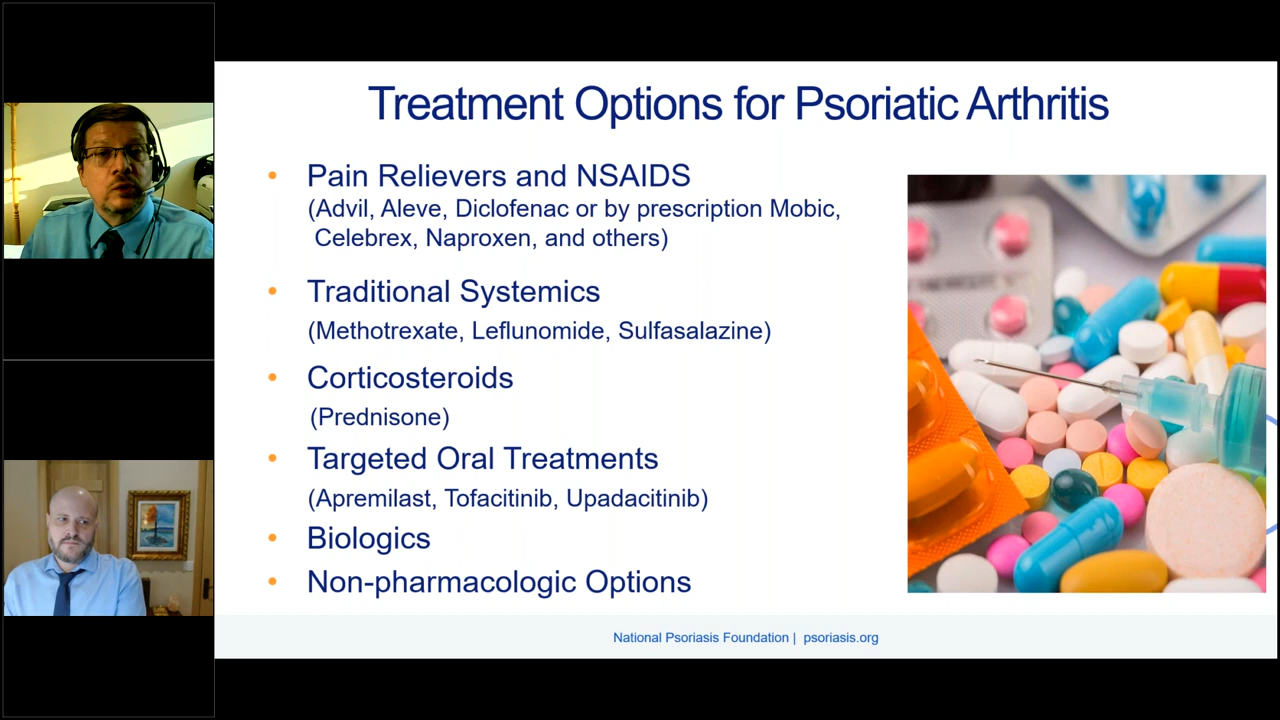 Treatment Options for Psoriatic Arthritis
• Pain Relievers and NSAIDS
(Advil, Aleve, Diclofenac or by prescription Mobic,
Celebrex, Naproxen, and others)
• Traditional Systemics
(Methotrexate, Leflunomide, Sulfasalazine)
• Corticosteroids
(Prednisone)
• Targeted Oral Treatments
(Apremilast, Tofacitinib, Upadacitinib)
• Biologics
• Non-pharmacologic Options
National Psoriasis Foundation | psoriasis.org